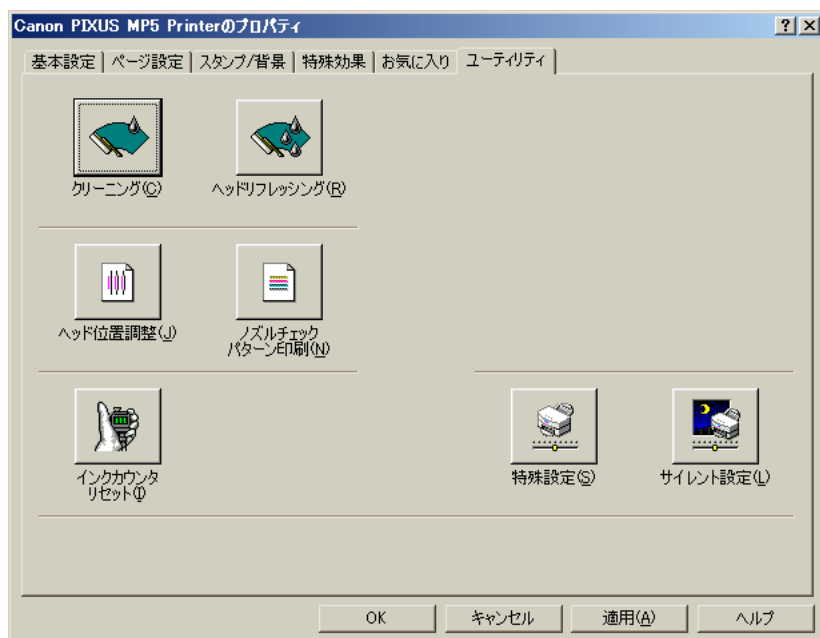 Canon PIXUS MP5 Printerのプロパティ
基本設定 ページ設定 スタンプ/背景 特殊効果 お気に入り ユーティリティ
クリーニング(C) ヘッドリフレッシング(R)
ヘッド位置調整(J) ノズルチェック
パターン印刷(N)
インクカウンタ
リセット(I)
特殊設定(S) サイレント設定(L)
OK キャンセル 適用(A) ヘルプ